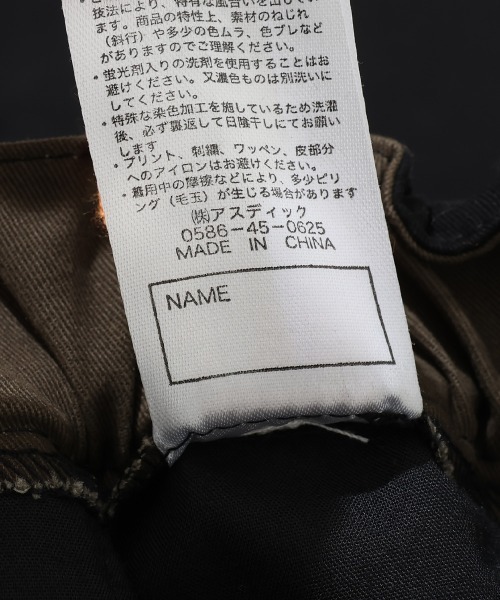 技法により、特有な風合いを出してい
ます。商品の特性上、素材のねじれ
（斜行）や多少の色ムラ、色ブレなど
がありますのでご理解ください。
・蛍光剤入りの洗剤を使用することはお
避けください。又濃色ものは別洗いに
してください。
・特殊な染色加工を施しているため洗濯
後、必ず裏返して日陰干しにてお願い
します
・プリント、刺繍、ワッペン、皮部分
へのアイロンはお避けください。
・着用中の摩擦などにより、多少ピリ
ング（毛玉）が生じる場合があります
㈱アスティック
0586-45-0625
MADE IN CHINA
NAME